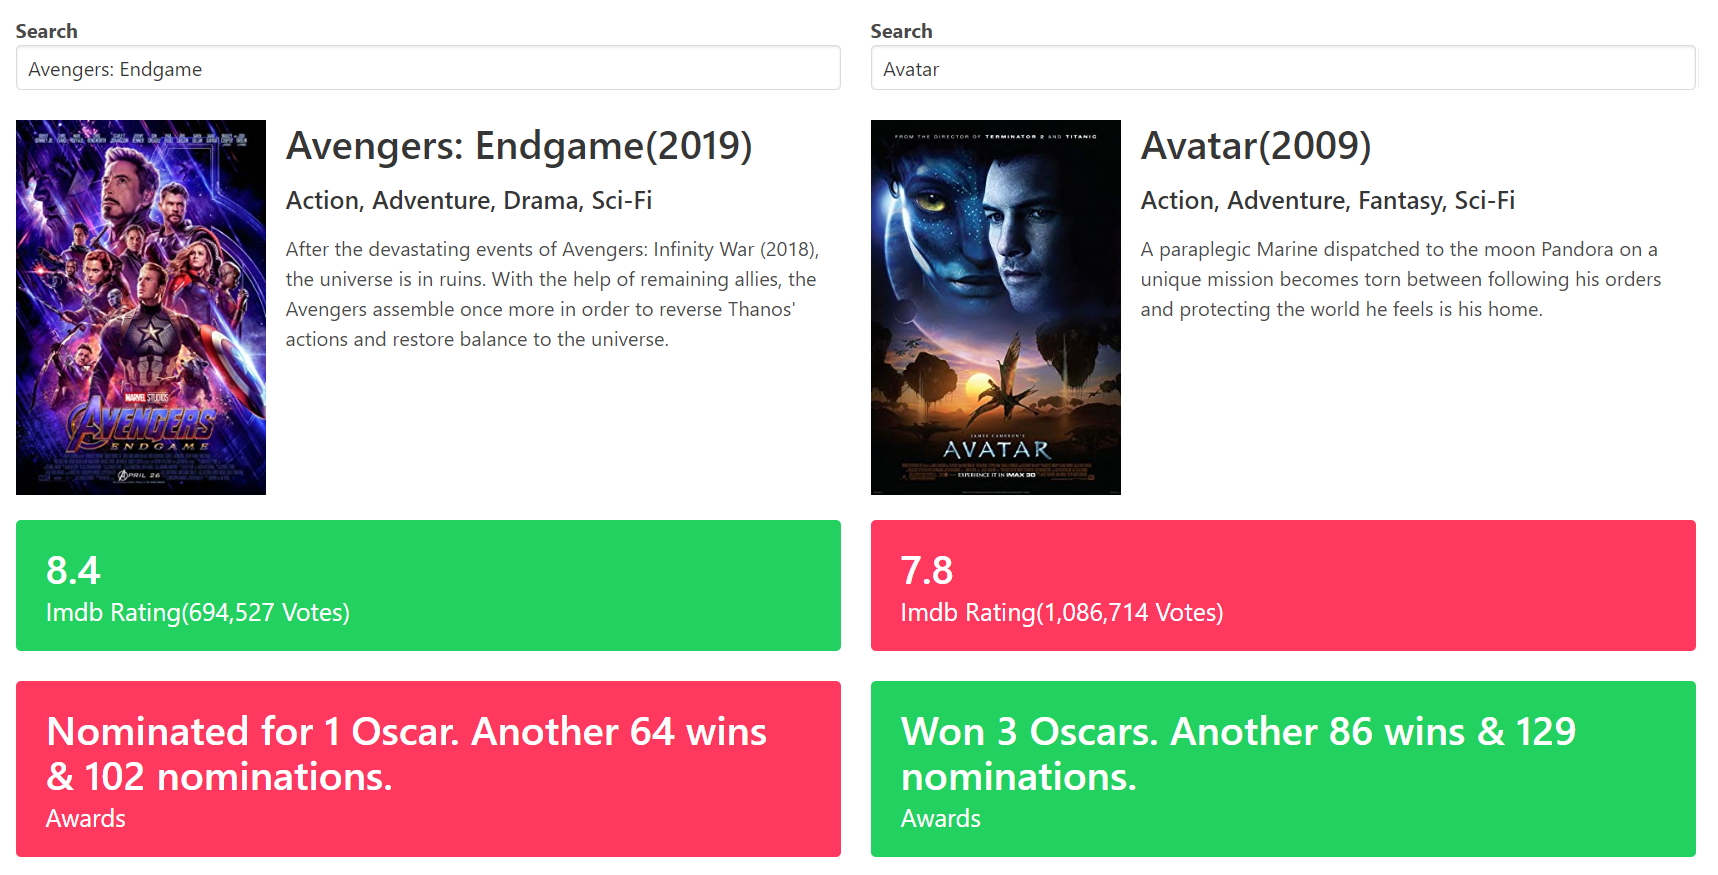 Search
Avengers: Endgame
MARVEL STUDIOS
AVENGERS
ENDGAME
APRIL 26
Avengers: Endgame(2019)
Action, Adventure, Drama, Sci-Fi
After the devastating events of Avengers: Infinity War (2018),
the universe is in ruins. With the help of remaining allies, the
Avengers assemble once more in order to reverse Thanos'
actions and restore balance to the universe.
8.4
Imdb Rating(694,527 Votes)
Nominated for 1 Oscar. Another 64 wins
& 102 nominations.
Awards
Search
Avatar
FROM THE DIRECTOR OF TERMINATOR 2 AND TITANIC
JAMES CAMERON'S
AVATAR
EXPERIENCE IT IN IMAX 3D
Avatar(2009)
Action, Adventure, Fantasy, Sci-Fi
A paraplegic Marine dispatched to the moon Pandora on a
unique mission becomes torn between following his orders
and protecting the world he feels is his home.
7.8
Imdb Rating(1,086,714 Votes)
Won 3 Oscars. Another 86 wins & 129
nominations.
Awards